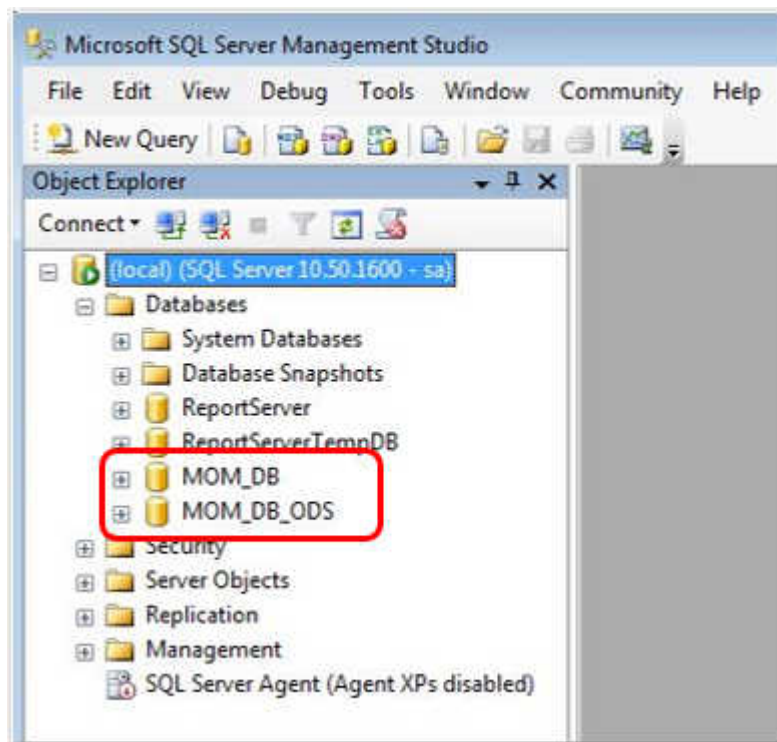 Microsoft SQL Server Management Studio
File Edit View Debug Tools Window Community Help
New Query
Object Explorer
Connect
(local) (SQL Server 10.50.1600 - sa)
Databases
System Databases
Database Snapshots
ReportServer
ReportServerTempDB
MOM_DB
MOM_DB_ODS
Security
Server Objects
Replication
Management
SQL Server Agent (Agent XPs disabled)